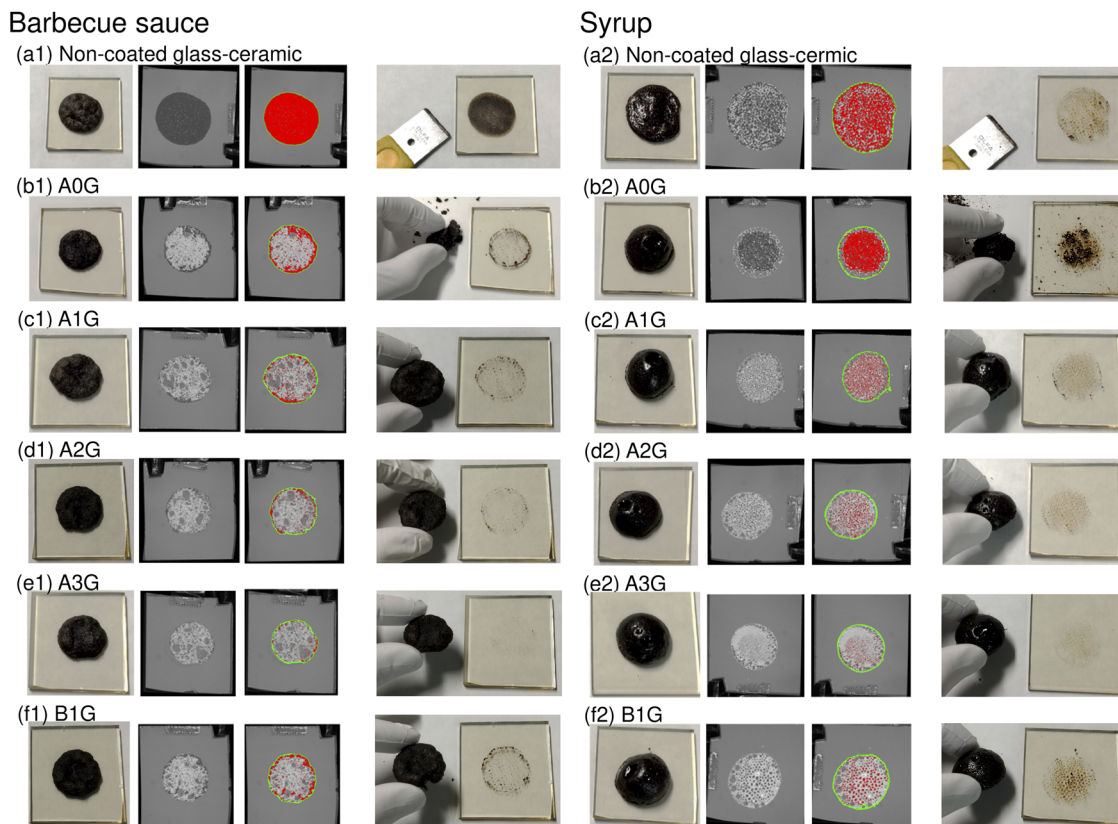 Barbecue sauce
(a1) Non-coated glass-ceramic
(b1) A0G
(c1) A1G
(d1) A2G
(e1) A3G
(f1) B1G
Syrup
(a2) Non-coated glass-cermic
(b2) A0G
(c2) A1G
(d2) A2G
(e2) A3G
(f2) B1G